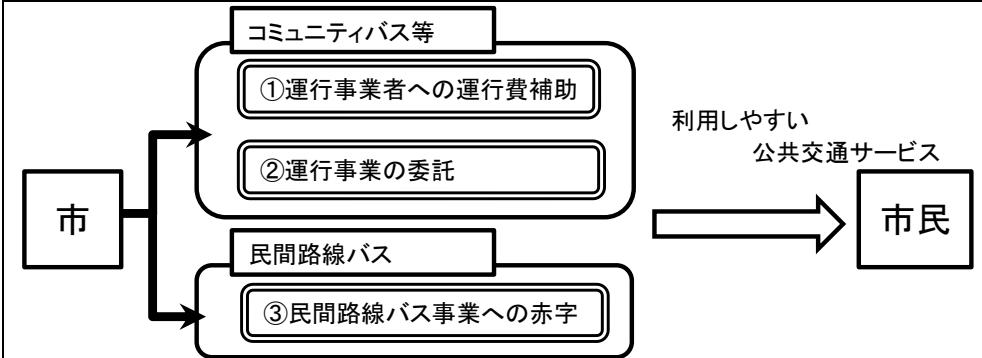 コミュニティバス等
①運行事業者への運行費補助
②運行事業の委託
利用しやすい
公共交通サービス
市
市民
民間路線バス
③民間路線バス事業への赤字